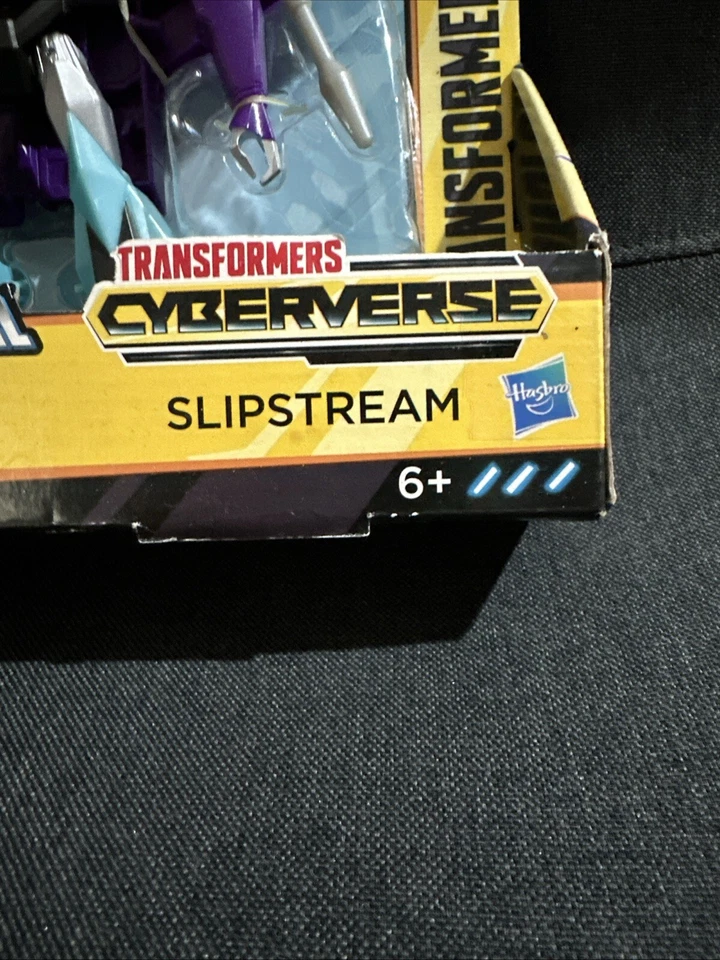 TRANSFORMERS
CYBERVERSE
SLIPSTREAM
Hasbro
6+